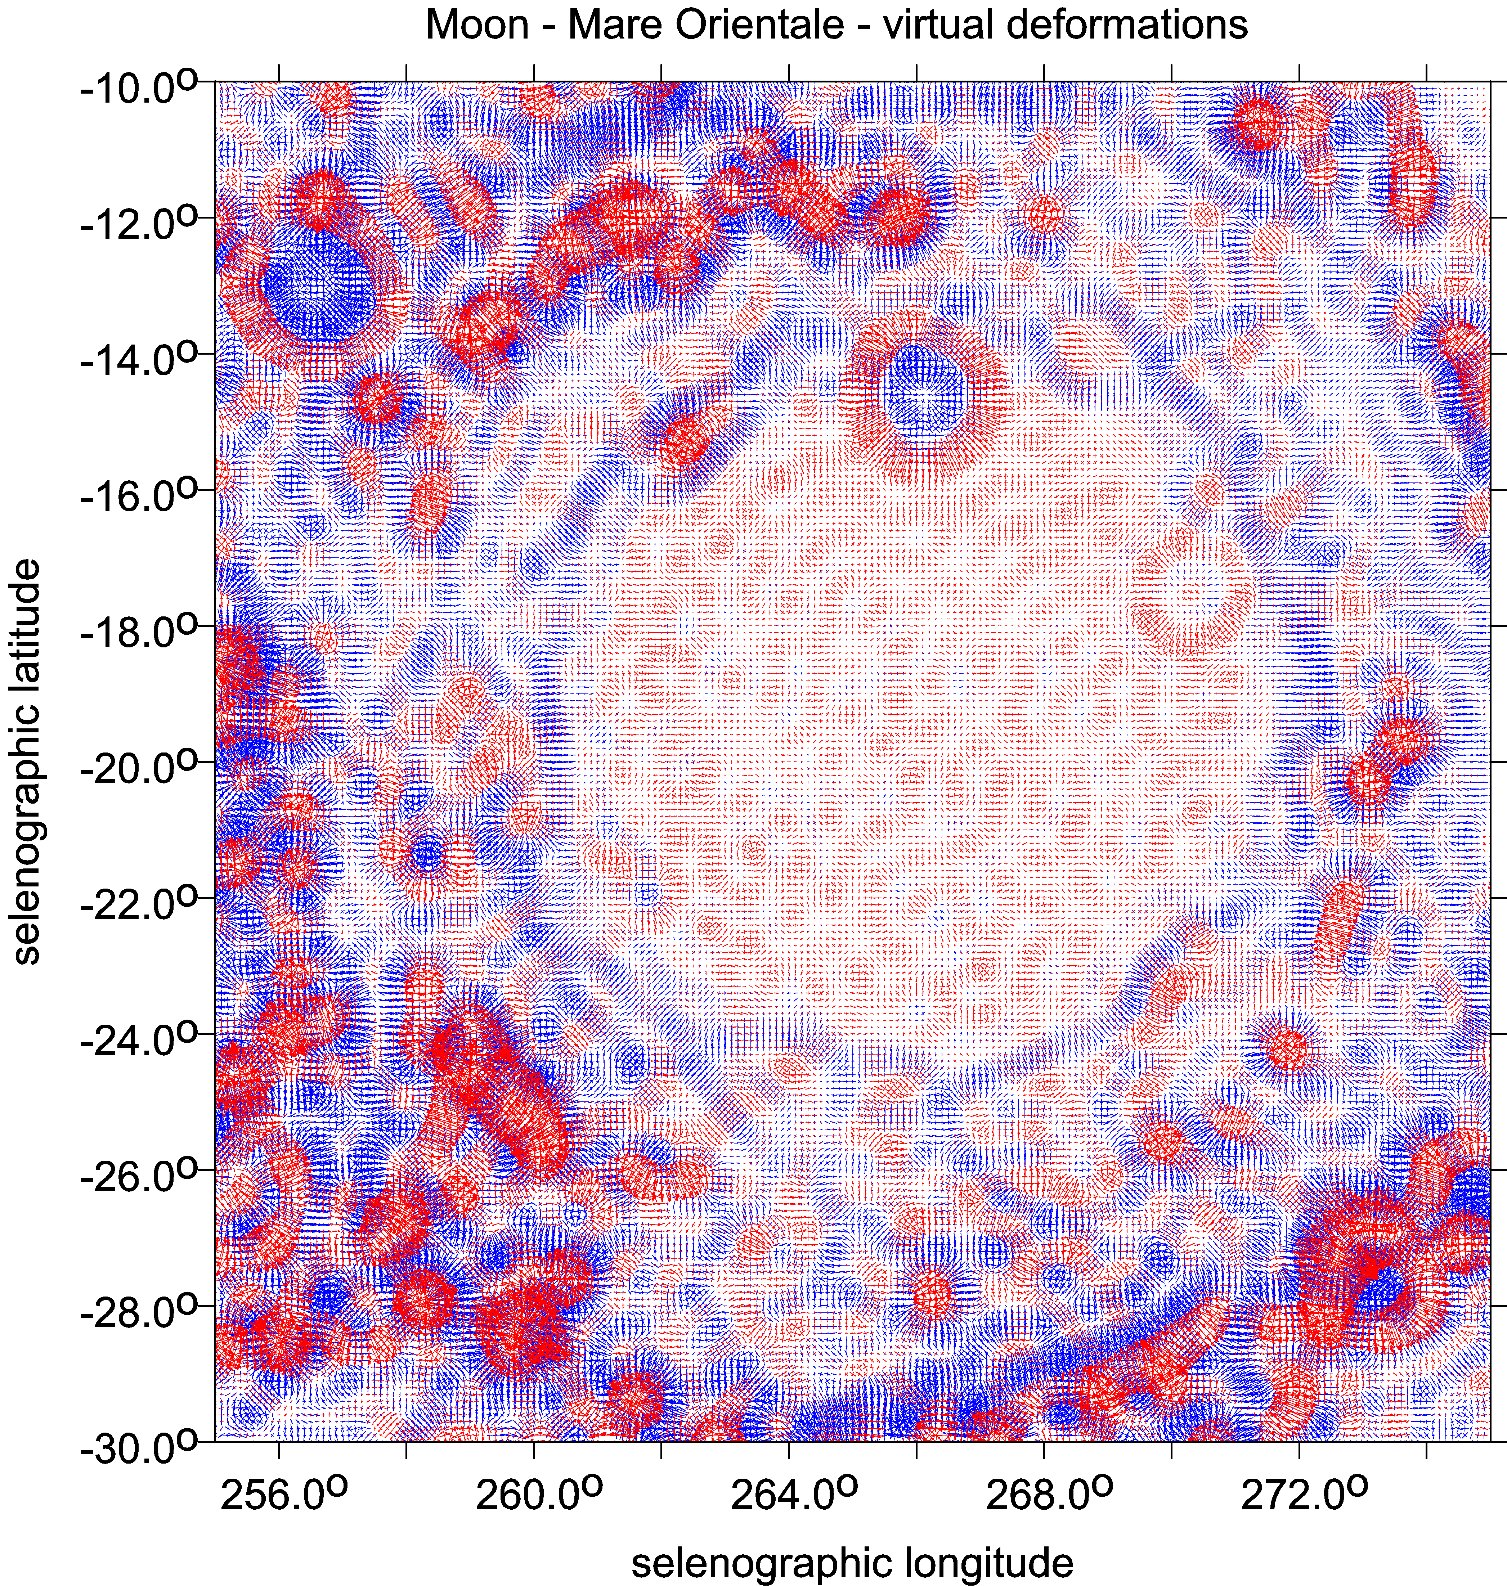 Moon - Mare Orientale - virtual deformations
-10.0º
-12.0º
-14.0º
-16.0º
-18.0º
-20.0º
-22.0º
-24.0º
-26.0º
-28.0º
-30.0º
selenographic latitude
256.0º 260.0º 264.0º 268.0º 272.0º
selenographic longitude